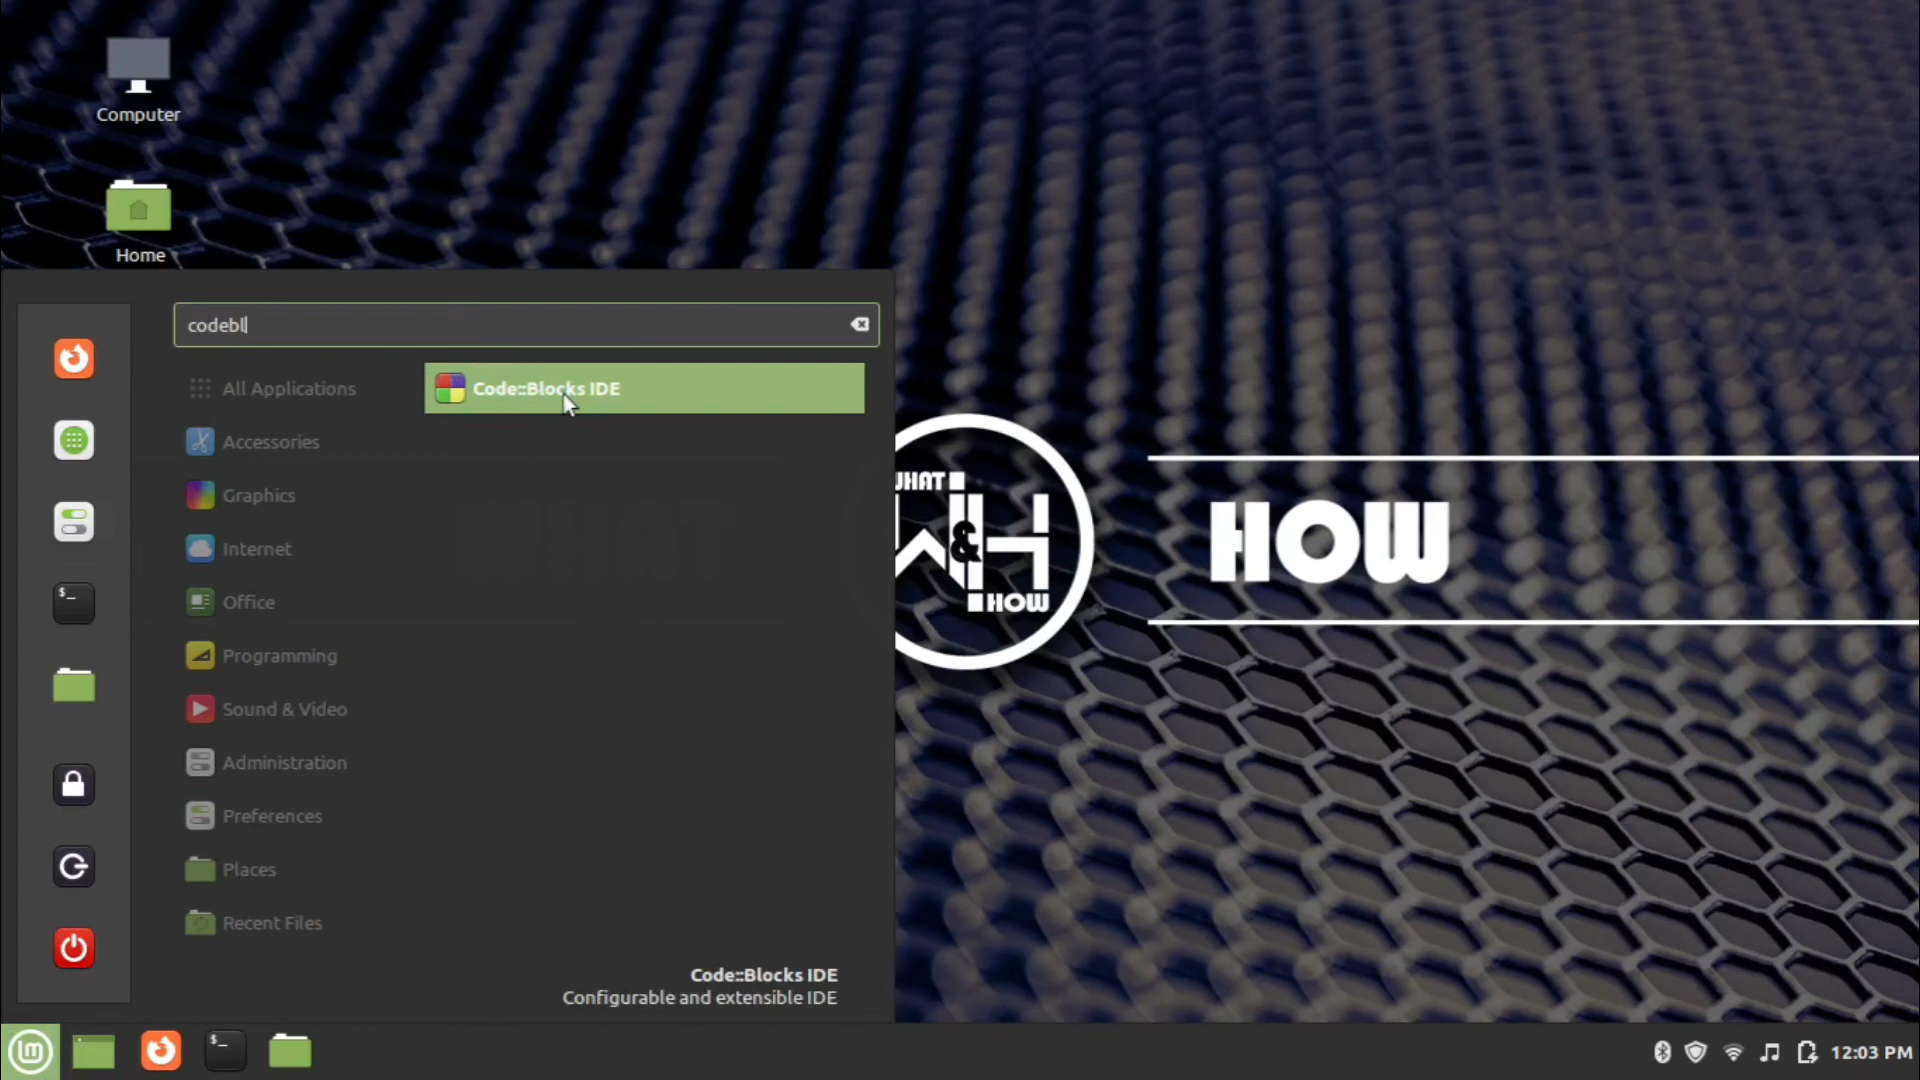 Computer
Home
codebl
All Applications
Code::Blocks IDE
Accessories
Graphics
Internet
Office
Programming
Sound & Video
Administration
Preferences
Places
Recent Files
Code::Blocks IDE
Configurable and extensible IDE
WHAT
W&H
HOW
HOW
$_
$_
12:03 PM